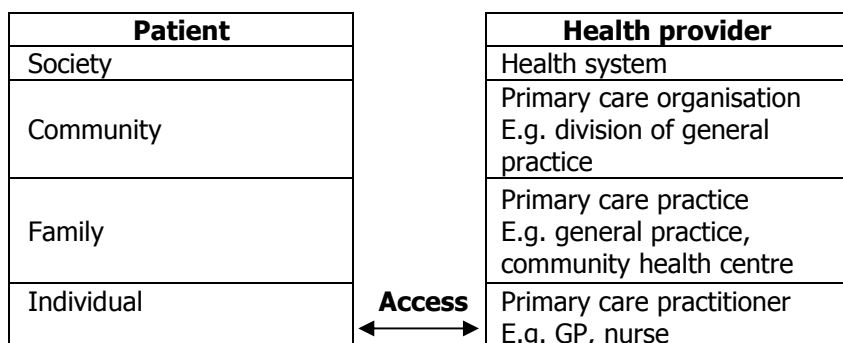 Patient
Health provider
Society
Health system
Community
Primary care organisation
E.g. division of general
practice
Family
Primary care practice
E.g. general practice,
community health centre
Individual
Access
Primary care practitioner
E.g. GP, nurse